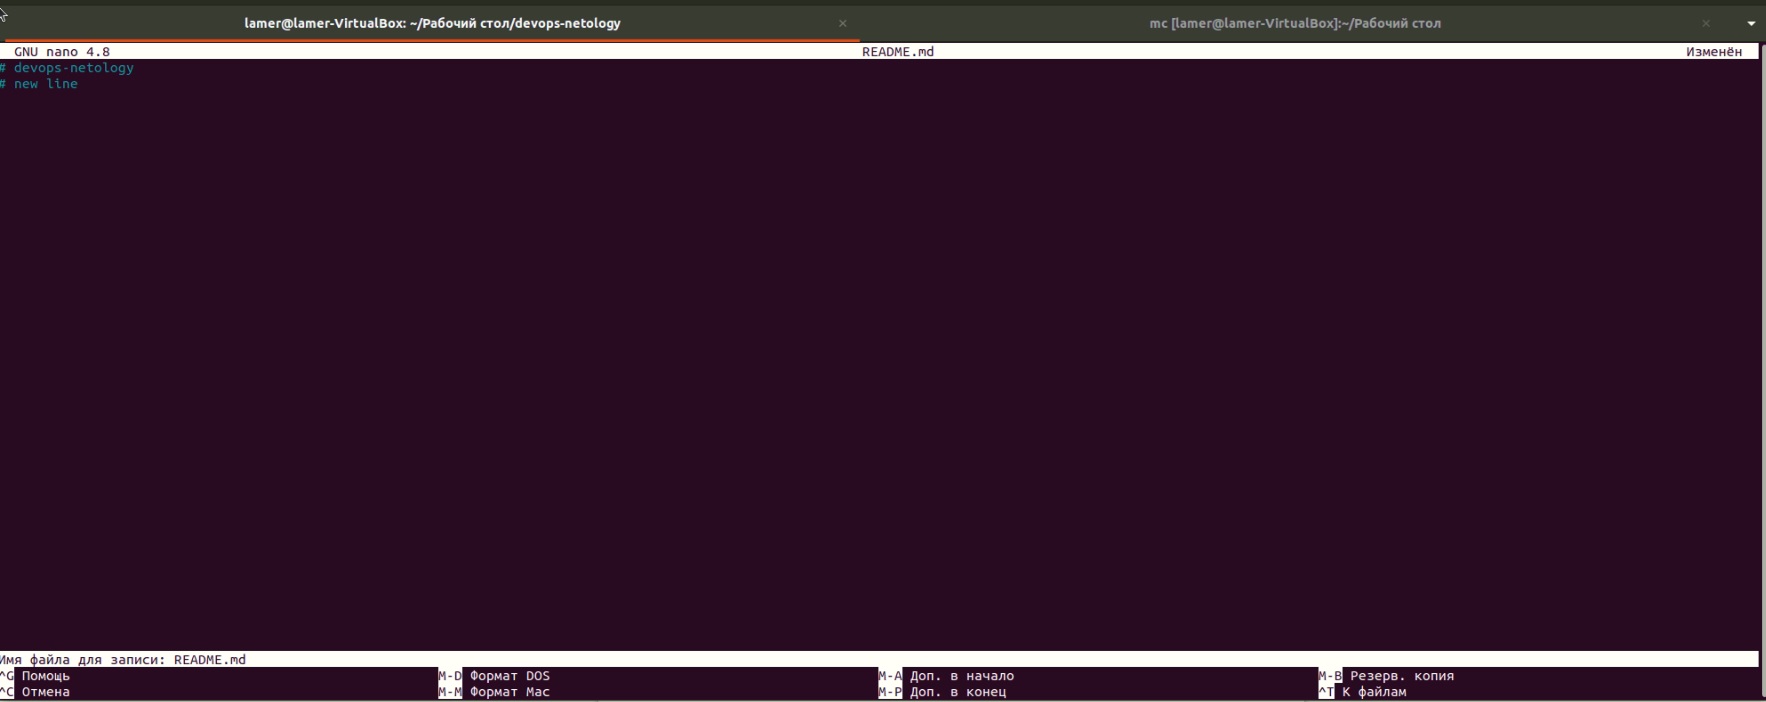 lamer@lamer-VirtualBox: ~/Рабочий стол/devops-netology × mc [lamer@lamer-VirtualBox]:~/Рабочий стол ×
GNU nano 4.8 README.md Изменён
# devops-netology
# new line
Имя файла для записи: README.md
^G Помощь M-D Формат DOS M-A Доп. в начало M-B Резерв. копия
^C Отмена M-M Формат Mac M-P Доп. в конец ^T К файлам